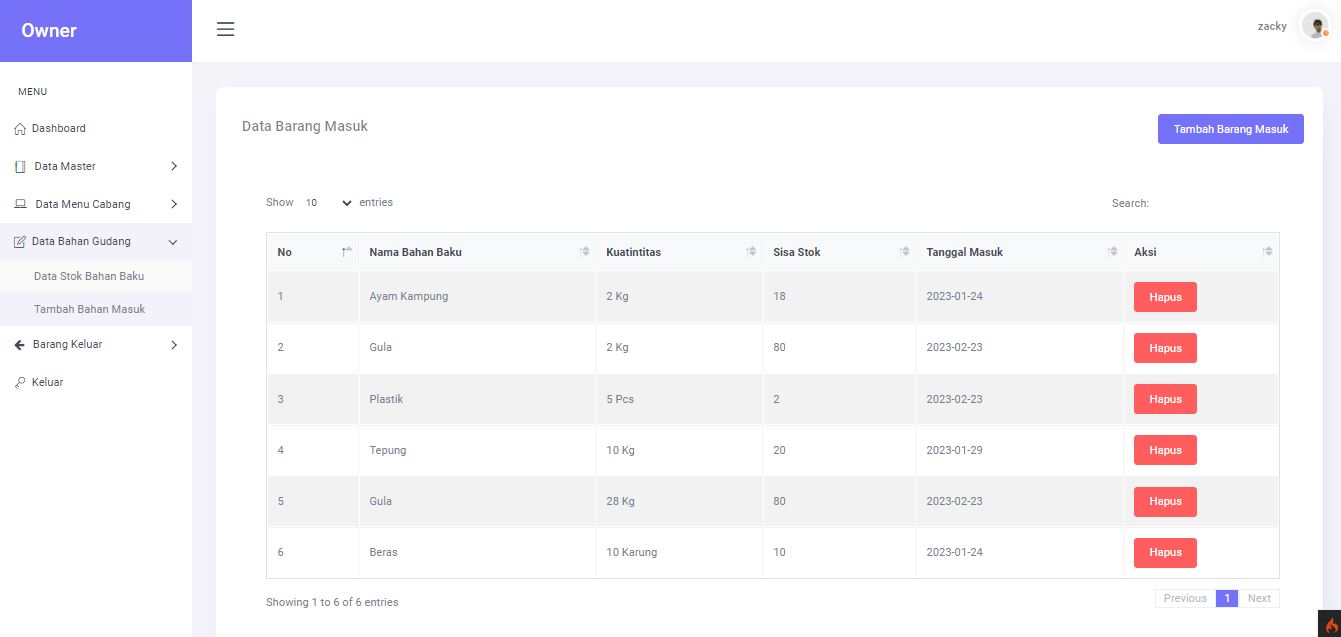 Owner
zacky
MENU
Dashboard
Data Master
Data Menu Cabang
Data Bahan Gudang
Data Stok Bahan Baku
Tambah Bahan Masuk
Barang Keluar
Keluar
Data Barang Masuk
Tambah Barang Masuk
Show 10 entries
Search:
No Nama Bahan Baku Kuatintitas Sisa Stok Tanggal Masuk Aksi
1 Ayam Kampung 2 Kg 18 2023-01-24 Hapus
2 Gula 2 Kg 80 2023-02-23 Hapus
3 Plastik 5 Pcs 2 2023-02-23 Hapus
4 Tepung 10 Kg 20 2023-01-29 Hapus
5 Gula 28 Kg 80 2023-02-23 Hapus
6 Beras 10 Karung 10 2023-01-24 Hapus
Showing 1 to 6 of 6 entries
Previous 1 Next